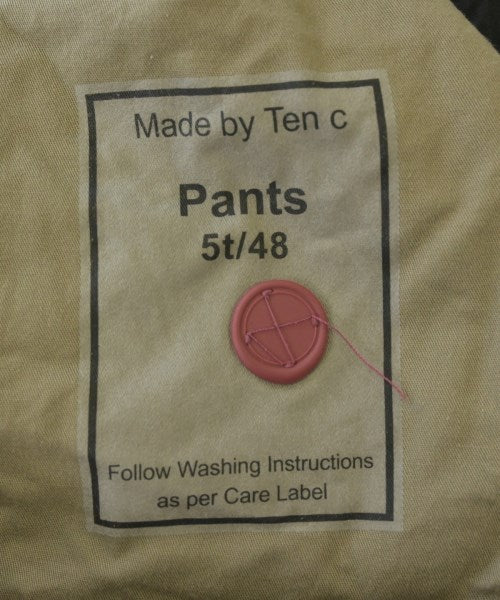 Made by Ten c
Pants
5t/48
Follow Washing Instructions
as per Care Label